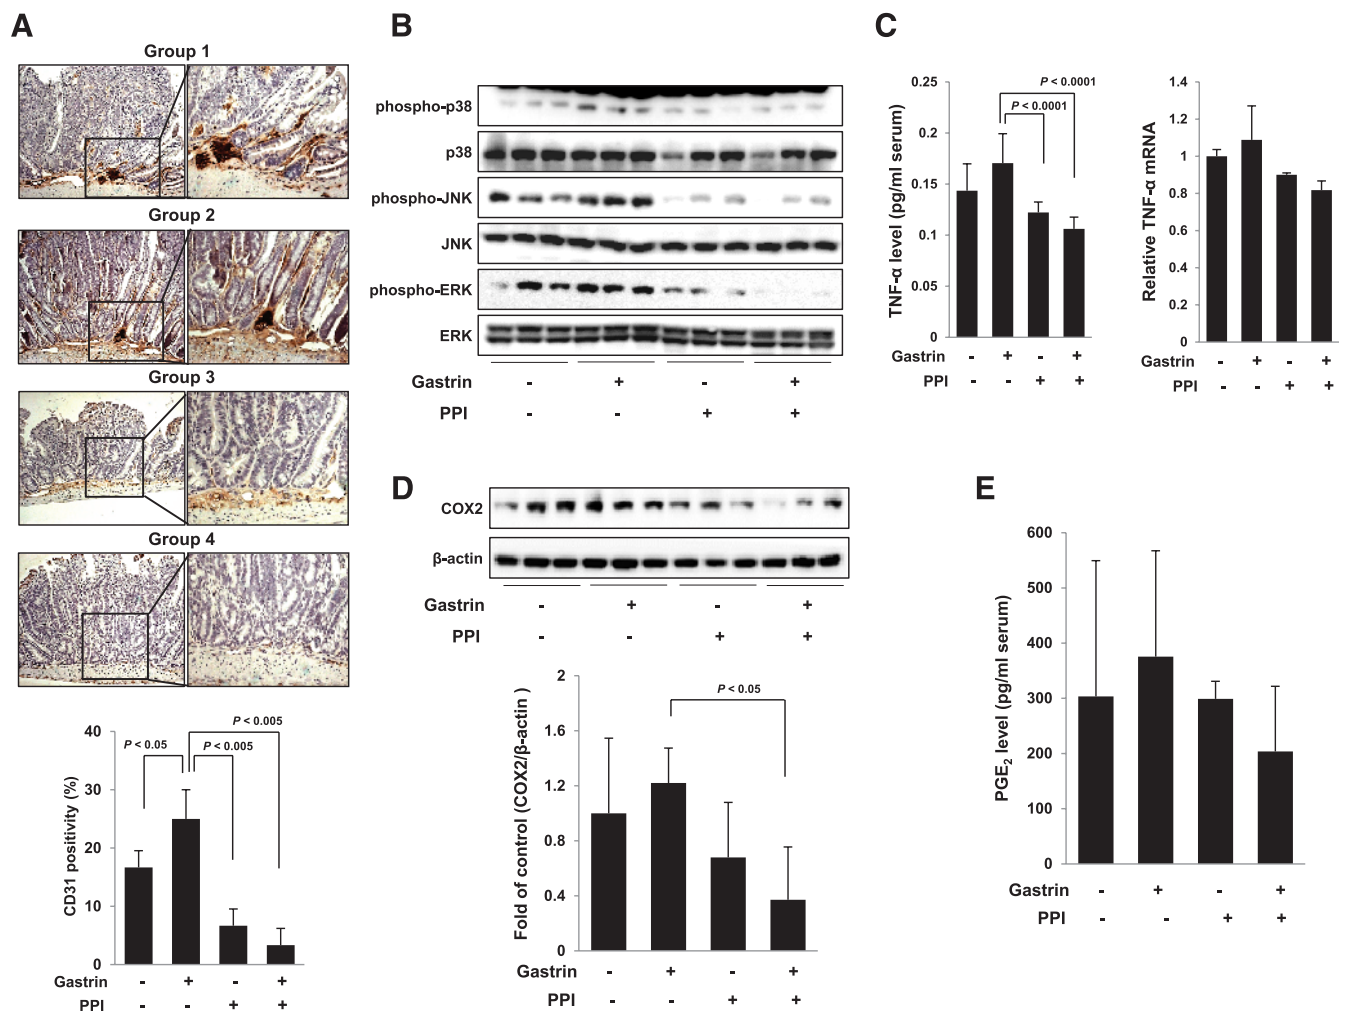 A
Group 1
Group 2
Group 3
Group 4
CD31 positivity (%)
40
30
20
10
0
P < 0.05
P < 0.005
P < 0.005
Gastrin - + - +
PPI - - + +
B
phospho-p38
p38
phospho-JNK
JNK
phospho-ERK
ERK
Gastrin - + - +
PPI - - + +
C
TNF-α level (pg/ml serum)
0.25
0.2
0.15
0.1
0.05
0
P < 0.0001
P < 0.0001
Gastrin - + - +
PPI - - + +
Relative TNF-α mRNA
1.4
1.2
1
0.8
0.6
0.4
0.2
0
Gastrin - + - +
PPI - - + +
D
COX2
β-actin
Gastrin - + - +
PPI - - + +
Fold of control (COX2/β-actin )
2
1.6
1.2
0.8
0.4
0
P < 0.05
Gastrin - + - +
PPI - - + +
E
PGE2 level (pg/ml serum)
600
500
400
300
200
100
0
Gastrin - + - +
PPI - - + +